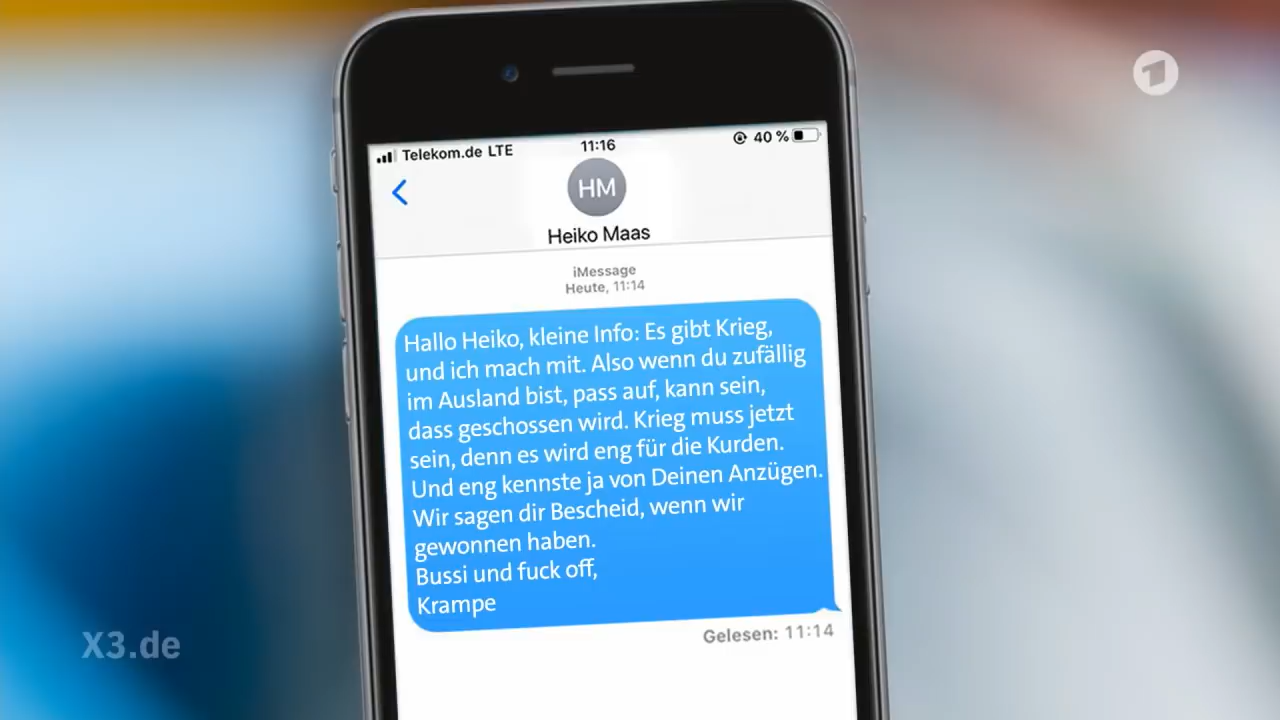 Telekom.de LTE 11:16 40 %
HM
Heiko Maas
iMessage
Heute, 11:14
Hallo Heiko, kleine Info: Es gibt Krieg,
und ich mach mit. Also wenn du zufällig
im Ausland bist, pass auf, kann sein,
dass geschossen wird. Krieg muss jetzt
sein, denn es wird eng für die Kurden.
Und eng kennste ja von Deinen Anzügen.
Wir sagen dir Bescheid, wenn wir
gewonnen haben.
Bussi und fuck off,
Krampe
Gelesen: 11:14
X3.de
1